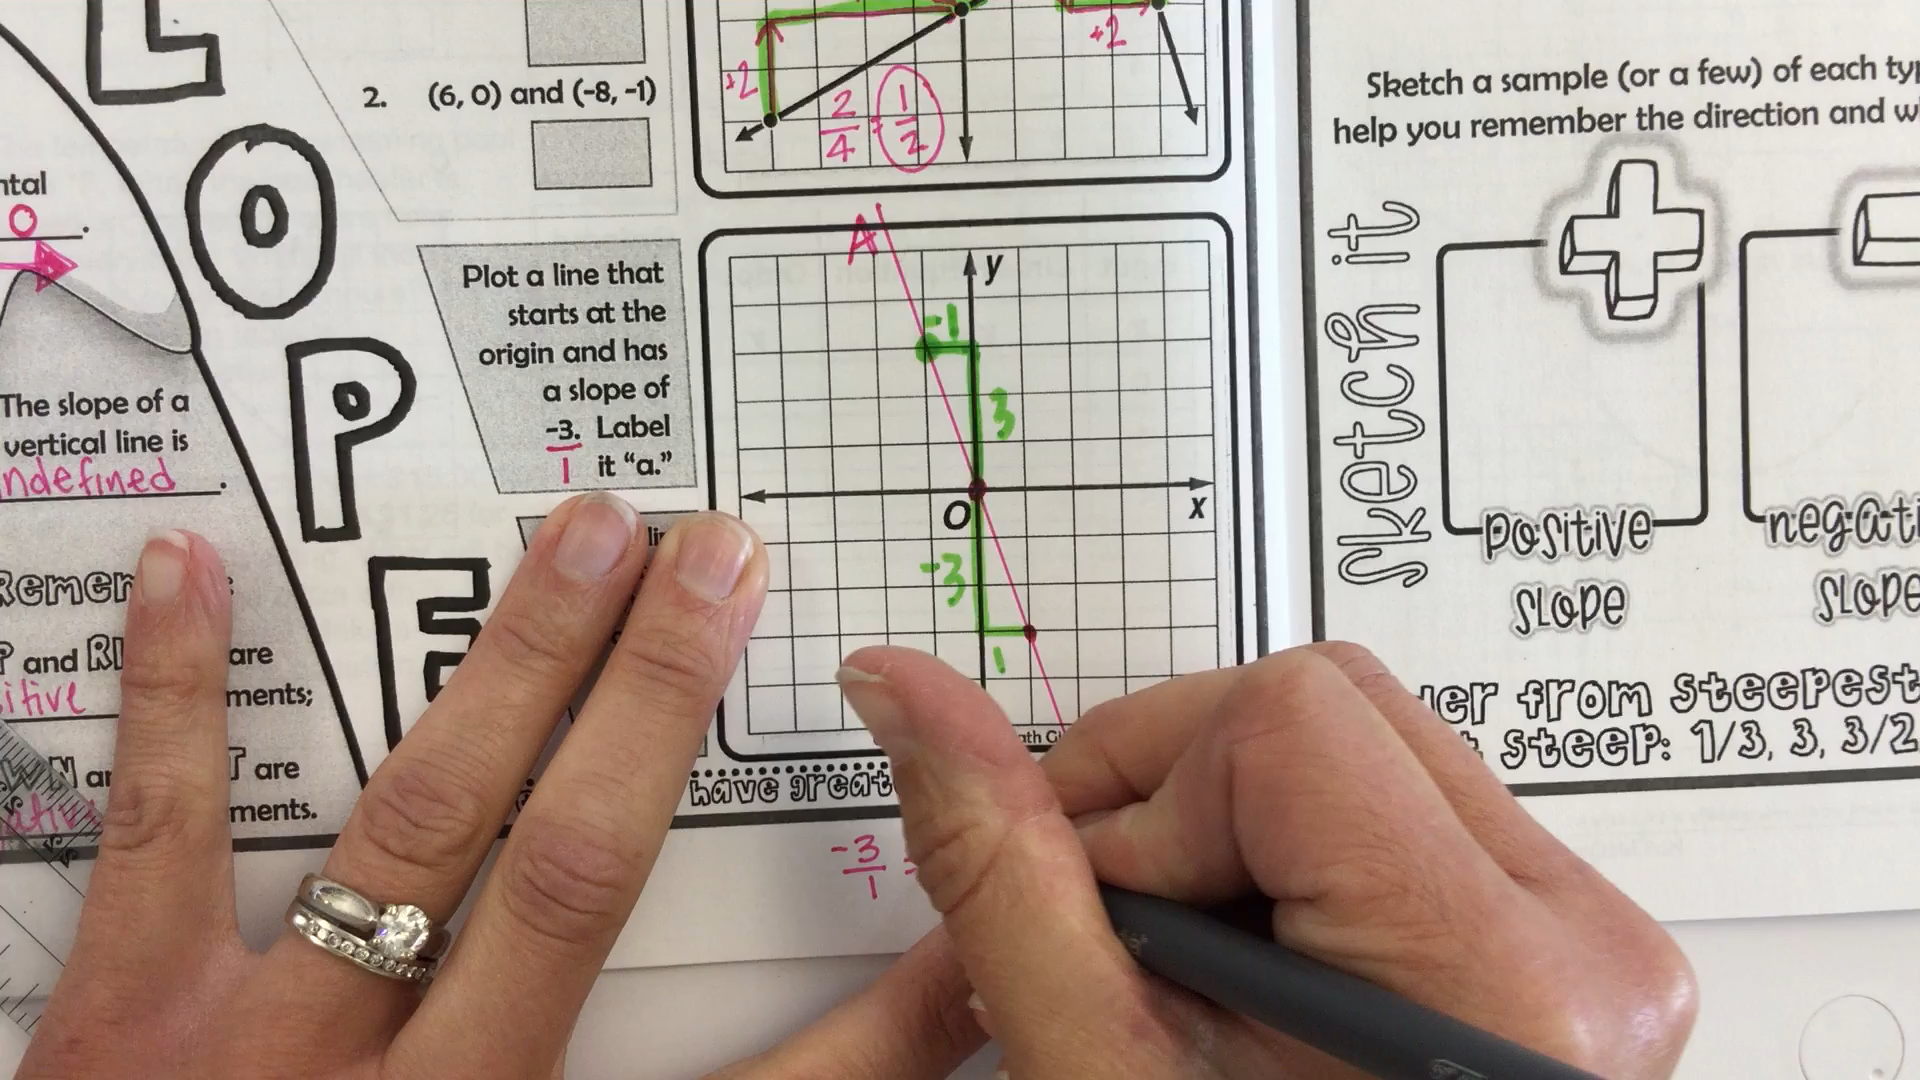 L
O
P
E
ntal
0.
The slope of a
vertical line is
ndefined.
and
are
itive
ments;
are
ments.
2. (6, 0) and (-8, -1)
+2
2/4 = 1/2
+2
Plot a line that
starts at the
origin and has
a slope of
-3. Label
1 it “a.”
A
y
-1
3
O
x
-3
1
have great
-3/1 =
Sketch a sample (or a few) of each
help you remember the direction and
Sketch it
positive
slope
negati
slope
from steepest
steep: 1/3, 3, 3/2